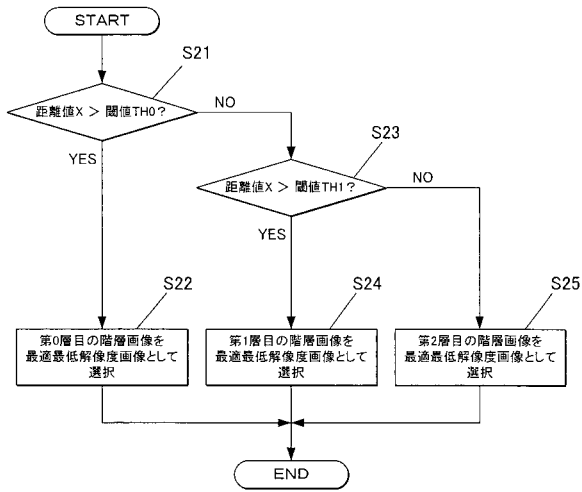 START
S21
距離値X ＞ 閾値TH0？
NO
YES
S23
距離値X ＞ 閾値TH1？
NO
YES
S22
第0層目の階層画像を
最適最低解像度画像として
選択
S24
第1層目の階層画像を
最適最低解像度画像として
選択
S25
第2層目の階層画像を
最適最低解像度画像として
選択
END